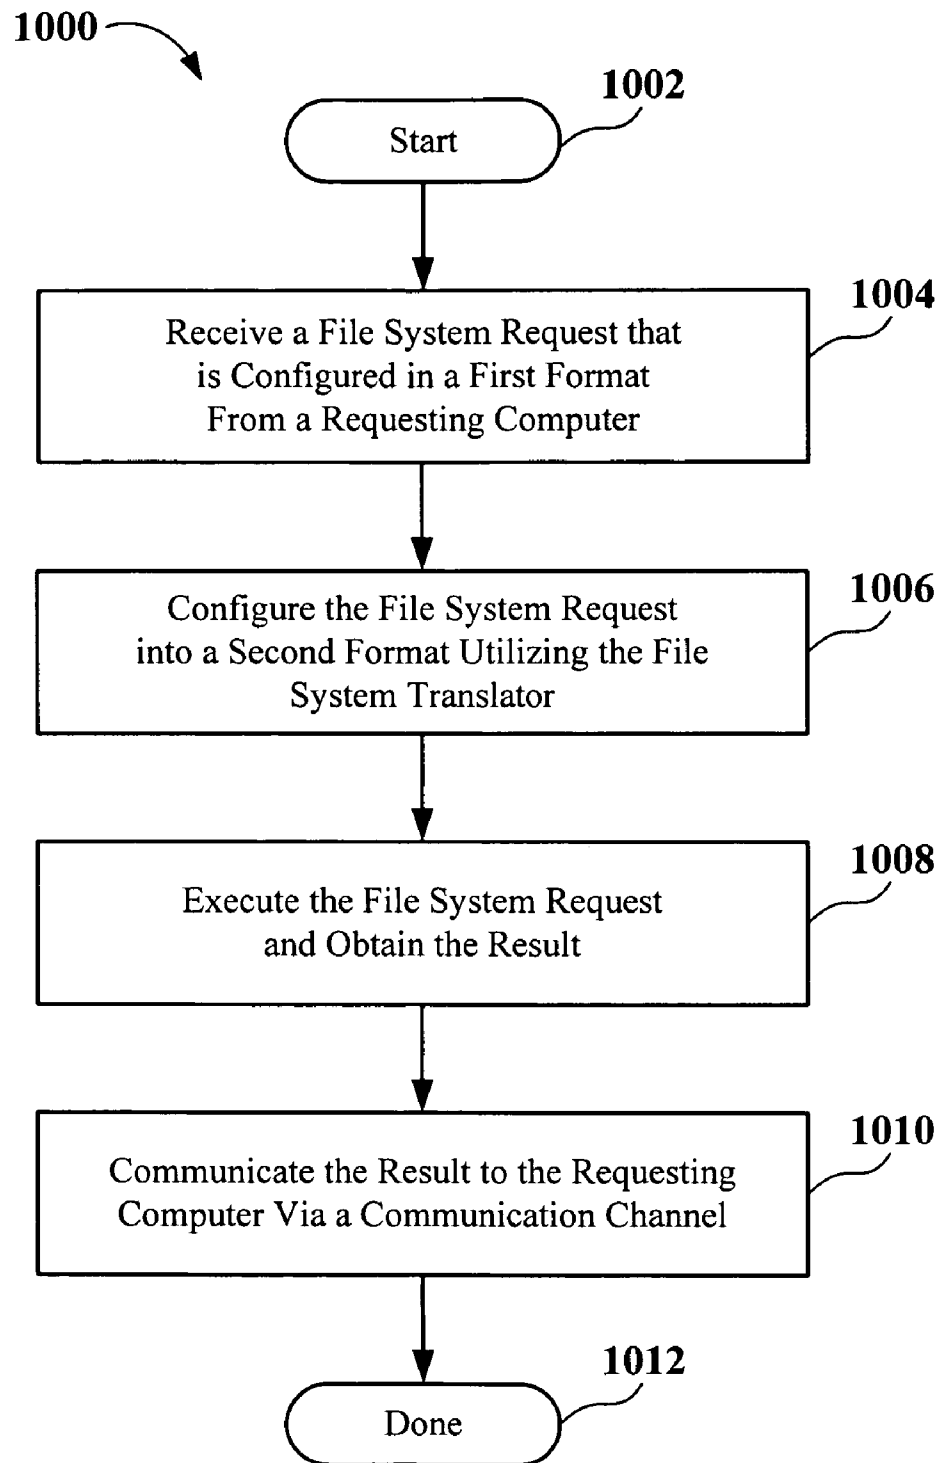 1000
1002
Start
1004
Receive a File System Request that
is Configured in a First Format
From a Requesting Computer
1006
Configure the File System Request
into a Second Format Utilizing the File
System Translator
1008
Execute the File System Request
and Obtain the Result
1010
Communicate the Result to the Requesting
Computer Via a Communication Channel
1012
Done